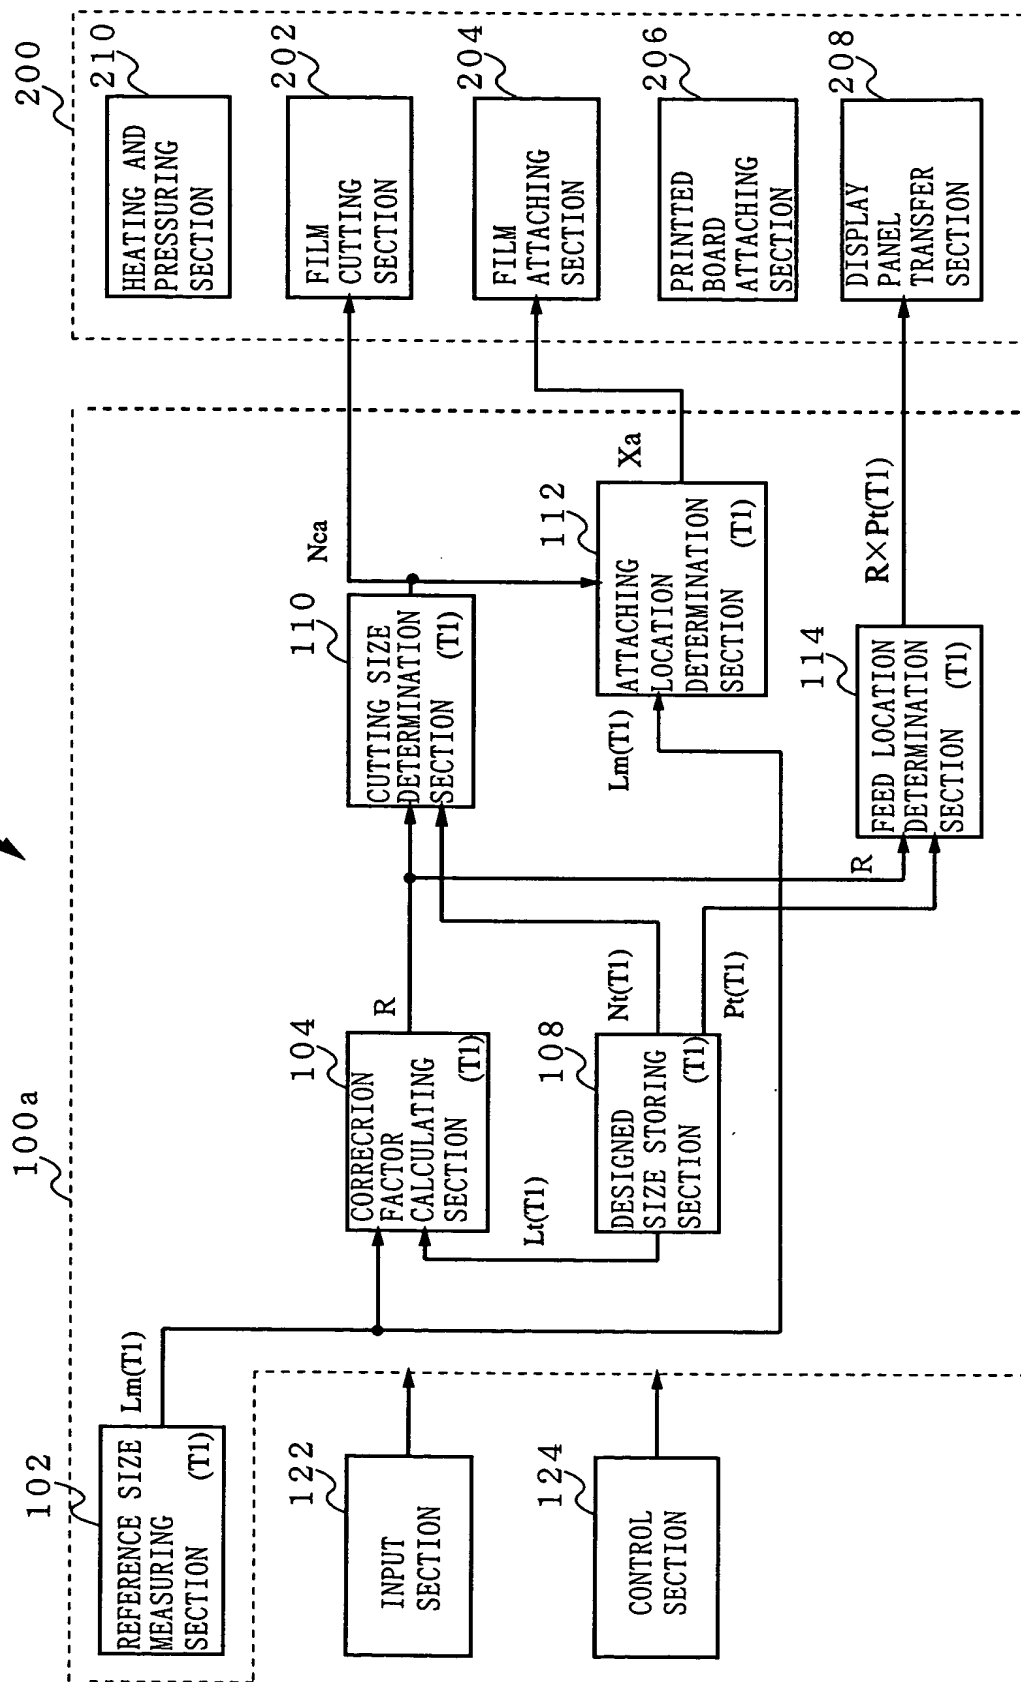 100a
200
102
REFERENCE SIZE
MEASURING
SECTION (T1)
Lm(T1)
122
INPUT
SECTION
124
CONTROL
SECTION
104
CORRECRION
FACTOR
CALCULATING
SECTION (T1)
R
Lt(T1)
108
DESIGNED
SIZE STORING
SECTION (T1)
Nt(T1)
Pt(T1)
110
CUTTING SIZE
DETERMINATION
SECTION (T1)
Nca
Lm(T1)
112
ATTACHING
LOCATION
DETERMINATION
SECTION (T1)
Xa
R
114
FEED LOCATION
DETERMINATION
SECTION (T1)
R×Pt(T1)
210
HEATING AND
PRESSURING
SECTION
202
FILM
CUTTING
SECTION
204
FILM
ATTACHING
SECTION
206
PRINTTED
BOARD
ATTACHING
SECTION
208
DISPLAY
PANEL
TRANSFER
SECTION